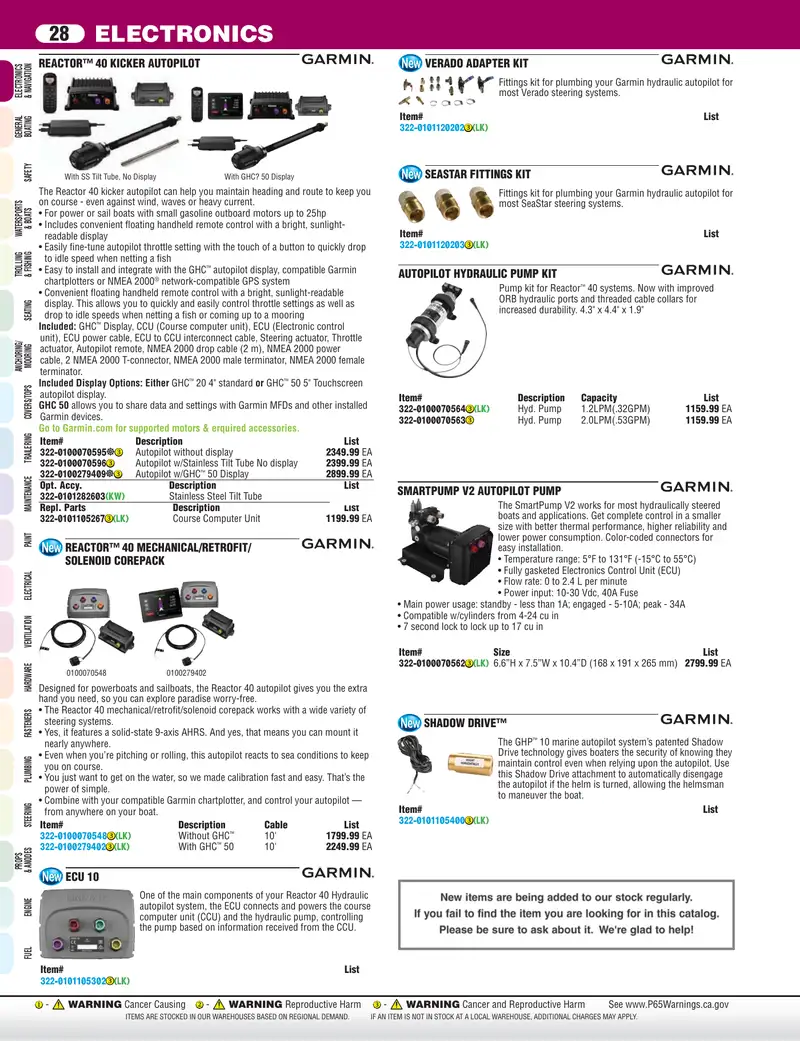 28 ELECTRONICS
ELECTRONICS
& NAVIGATION
GENERAL
BOATING
SAFETY
WATERSPORTS
& BOATS
TROLLING
& FISHING
SEATING
ANCHORING/
MOORING
COVERS/TOPS
TRAILERING
MAINTENANCE
PAINT
ELECTRICAL
VENTILATION
HARDWARE
FASTENERS
PLUMBING
STEERING
PROPS
& ANODES
ENGINE
FUEL
REACTOR™ 40 KICKER AUTOPILOT GARMIN.
With SS Tilt Tube, No Display With GHC? 50 Display
The Reactor 40 kicker autopilot can help you maintain heading and route to keep you
on course - even against wind, waves or heavy current.
• For power or sail boats with small gasoline outboard motors up to 25hp
• Includes convenient floating handheld remote control with a bright, sunlight-
readable display
• Easily fine-tune autopilot throttle setting with the touch of a button to quickly drop
to idle speed when netting a fish
• Easy to install and integrate with the GHC™ autopilot display, compatible Garmin
chartplotters or NMEA 2000® network-compatible GPS system
• Convenient floating handheld remote control with a bright, sunlight-readable
display. This allows you to quickly and easily control throttle settings as well as
drop to idle speeds when netting a fish or coming up to a mooring
Included: GHC™ Display, CCU (Course computer unit), ECU (Electronic control
unit), ECU power cable, ECU to CCU interconnect cable, Steering actuator, Throttle
actuator, Autopilot remote, NMEA 2000 drop cable (2 m), NMEA 2000 power
cable, 2 NMEA 2000 T-connector, NMEA 2000 male terminator, NMEA 2000 female
terminator.
Included Display Options: Either GHC™ 20 4" standard or GHC™ 50 5" Touchscreen
autopilot display.
GHC 50 allows you to share data and settings with Garmin MFDs and other installed
Garmin devices.
Go to Garmin.com for supported motors & erquired accessories.
Item# Description List
322-0100070595 3 Autopilot without display 2349.99 EA
322-0100070596 3 Autopilot w/Stainless Tilt Tube No display 2399.99 EA
322-0100279409 3 Autopilot w/GHC™ 50 Display 2899.99 EA
Opt. Accy. Description List
322-0101282603(KW) Stainless Steel Tilt Tube
Repl. Parts Description List
322-0101105267 3 (LK) Course Computer Unit 1199.99 EA
New REACTOR™ 40 MECHANICAL/RETROFIT/
SOLENOID COREPACK GARMIN.
0100070548 0100279402
Designed for powerboats and sailboats, the Reactor 40 autopilot gives you the extra
hand you need, so you can explore paradise worry-free.
• The Reactor 40 mechanical/retrofit/solenoid corepack works with a wide variety of
steering systems.
• Yes, it features a solid-state 9-axis AHRS. And yes, that means you can mount it
nearly anywhere.
• Even when you're pitching or rolling, this autopilot reacts to sea conditions to keep
you on course.
• You just want to get on the water, so we made calibration fast and easy. That's the
power of simple.
• Combine with your compatible Garmin chartplotter, and control your autopilot —
from anywhere on your boat.
Item# Description Cable List
322-0100070548 3 (LK) Without GHC™ 10' 1799.99 EA
322-0100279402 3 (LK) With GHC™ 50 10' 2249.99 EA
New ECU 10 GARMIN.
One of the main components of your Reactor 40 Hydraulic
autopilot system, the ECU connects and powers the course
computer unit (CCU) and the hydraulic pump, controlling
the pump based on information received from the CCU.
Item# List
322-0101105302 3 (LK)
New VERADO ADAPTER KIT GARMIN.
Fittings kit for plumbing your Garmin hydraulic autopilot for
most Verado steering systems.
Item# List
322-0101120202 3 (LK)
New SEASTAR FITTINGS KIT GARMIN.
Fittings kit for plumbing your Garmin hydraulic autopilot for
most SeaStar steering systems.
Item# List
322-0101120203 3 (LK)
AUTOPILOT HYDRAULIC PUMP KIT GARMIN.
Pump kit for Reactor™ 40 systems. Now with improved
ORB hydraulic ports and threaded cable collars for
increased durability. 4.3" x 4.4" x 1.9"
Item# Description Capacity List
322-0100070564 3 (LK) Hyd. Pump 1.2LPM(.32GPM) 1159.99 EA
322-0100070563 3 Hyd. Pump 2.0LPM(.53GPM) 1159.99 EA
SMARTPUMP V2 AUTOPILOT PUMP GARMIN.
The SmartPump V2 works for most hydraulically steered
boats and applications. Get complete control in a smaller
size with better thermal performance, higher reliability and
lower power consumption. Color-coded connectors for
easy installation.
• Temperature range: 5°F to 131°F (-15°C to 55°C)
• Fully gasketed Electronics Control Unit (ECU)
• Flow rate: 0 to 2.4 L per minute
• Power input: 10-30 Vdc, 40A Fuse
• Main power usage: standby - less than 1A; engaged - 5-10A; peak - 34A
• Compatible w/cylinders from 4-24 cu in
• 7 second lock to lock up to 17 cu in
Item# Size List
322-0100070562 3 (LK) 6.6”H x 7.5”W x 10.4”D (168 x 191 x 265 mm) 2799.99 EA
New SHADOW DRIVE™ GARMIN.
The GHP™ 10 marine autopilot system's patented Shadow
Drive technology gives boaters the security of knowing they
maintain control even when relying upon the autopilot. Use
this Shadow Drive attachment to automatically disengage
the autopilot if the helm is turned, allowing the helmsman
to maneuver the boat.
Item# List
322-0101105400 3 (LK)
New items are being added to our stock regularly.
If you fail to find the item you are looking for in this catalog.
Please be sure to ask about it. We're glad to help!
1 - WARNING Cancer Causing 2 - WARNING Reproductive Harm 3 - WARNING Cancer and Reproductive Harm See www.P65Warnings.ca.gov
ITEMS ARE STOCKED IN OUR WAREHOUSES BASED ON REGIONAL DEMAND. IF AN ITEM IS NOT IN STOCK AT A LOCAL WAREHOUSE, ADDITIONAL CHARGES MAY APPLY.